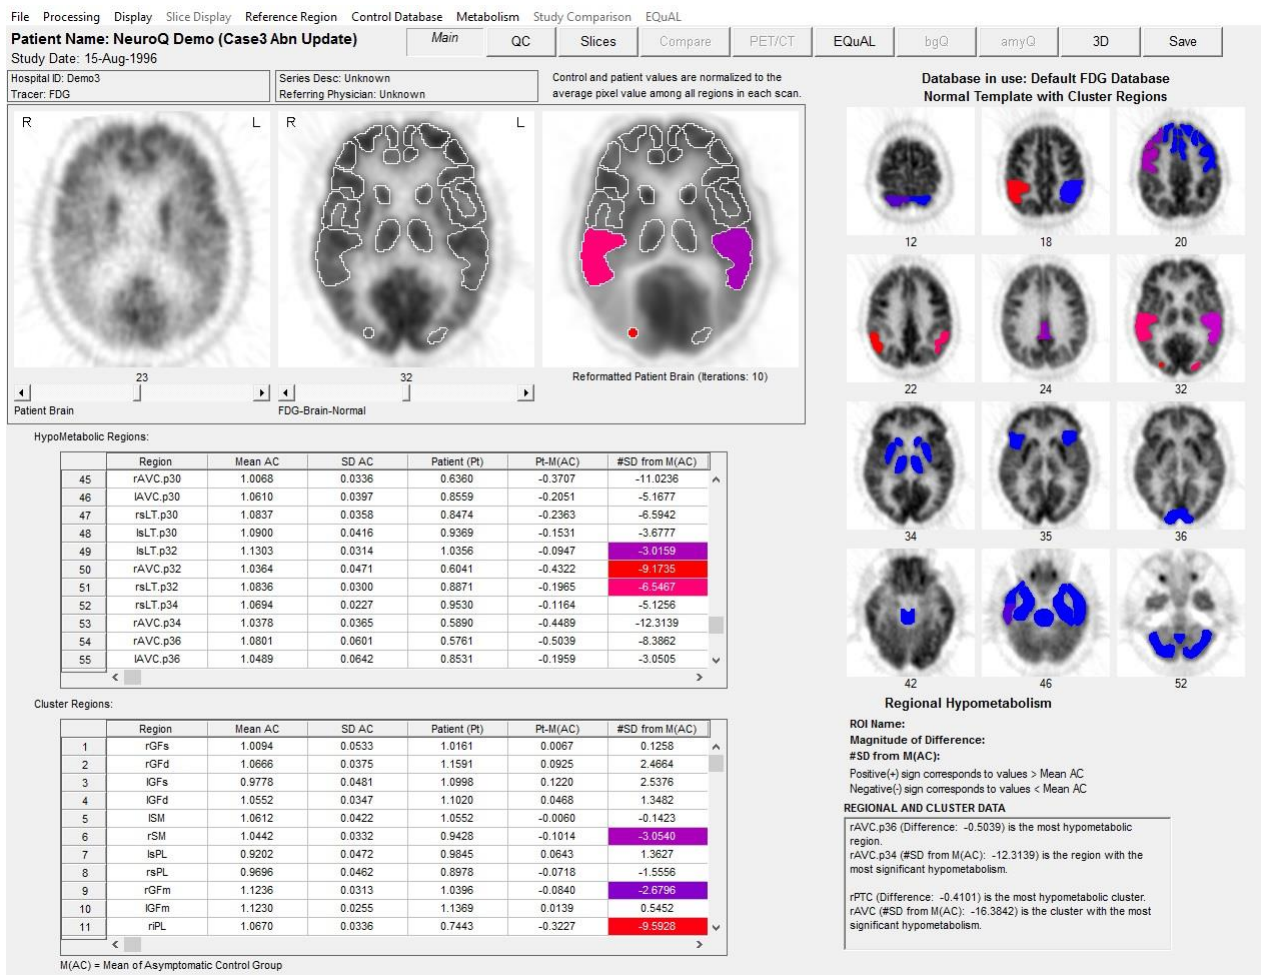 File Processing Display Slice Display Reference Region Control Database Metabolism Study Comparison EQuAL
Patient Name: NeuroQ Demo (Case3 Abn Update)
Main QC Slices Compare PET/CT EQuAL bgQ amyQ 3D Save
Study Date: 15-Aug-1996
Hospital ID: Demo3
Tracer: FDG
Series Desc: Unknown
Referring Physician: Unknown
Control and patient values are normalized to the
average pixel value among all regions in each scan.
Database in use: Default FDG Database
Normal Template with Cluster Regions
R L R L
23
Patient Brain
32
FDG-Brain-Normal
Reformatted Patient Brain (Iterations: 10)
12 18 20
22 24 32
34 35 36
42 46 52
HypoMetabolic Regions:
Region Mean AC SD AC Patient (Pt) Pt-M(AC) #SD from M(AC)
45 rAVC.p30 1.0068 0.0336 0.6360 -0.3707 -11.0236
46 lAVC.p30 1.0610 0.0397 0.8559 -0.2051 -5.1677
47 rsLT.p30 1.0837 0.0358 0.8474 -0.2363 -6.5942
48 lsLT.p30 1.0900 0.0416 0.9369 -0.1531 -3.6777
49 lsLT.p32 1.1303 0.0314 1.0356 -0.0947 -3.0159
50 rAVC.p32 1.0364 0.0471 0.6041 -0.4322 -9.1735
51 rsLT.p32 1.0836 0.0300 0.8871 -0.1965 -6.5467
52 rsLT.p34 1.0694 0.0227 0.9530 -0.1164 -5.1256
53 rAVC.p34 1.0378 0.0365 0.5890 -0.4489 -12.3139
54 rAVC.p36 1.0801 0.0601 0.5761 -0.5039 -8.3862
55 lAVC.p36 1.0489 0.0642 0.8531 -0.1959 -3.0505
Cluster Regions:
Region Mean AC SD AC Patient (Pt) Pt-M(AC) #SD from M(AC)
1 rGFs 1.0094 0.0533 1.0161 0.0067 0.1258
2 rGFd 1.0666 0.0375 1.1591 0.0925 2.4664
3 lGFs 0.9778 0.0481 1.0998 0.1220 2.5376
4 lGFd 1.0552 0.0347 1.1020 0.0468 1.3482
5 lSM 1.0612 0.0422 1.0552 -0.0060 -0.1423
6 rSM 1.0442 0.0332 0.9428 -0.1014 -3.0540
7 lsPL 0.9202 0.0472 0.9845 0.0643 1.3627
8 rsPL 0.9696 0.0462 0.8978 -0.0718 -1.5556
9 rGFm 1.1236 0.0313 1.0396 -0.0840 -2.6796
10 lGFm 1.1230 0.0255 1.1369 0.0139 0.5452
11 riPL 1.0670 0.0336 0.7443 -0.3227 -9.5928
M(AC) = Mean of Asymptomatic Control Group
Regional Hypometabolism
ROI Name:
Magnitude of Difference:
#SD from M(AC):
Positive(+) sign corresponds to values > Mean AC
Negative(-) sign corresponds to values < Mean AC
REGIONAL AND CLUSTER DATA
rAVC.p36 (Difference: -0.5039) is the most hypometabolic
region.
rAVC.p34 (#SD from M(AC): -12.3139) is the region with the
most significant hypometabolism.
rPTC (Difference: -0.4101) is the most hypometabolic cluster.
rAVC (#SD from M(AC): -16.3842) is the cluster with the most
significant hypometabolism.